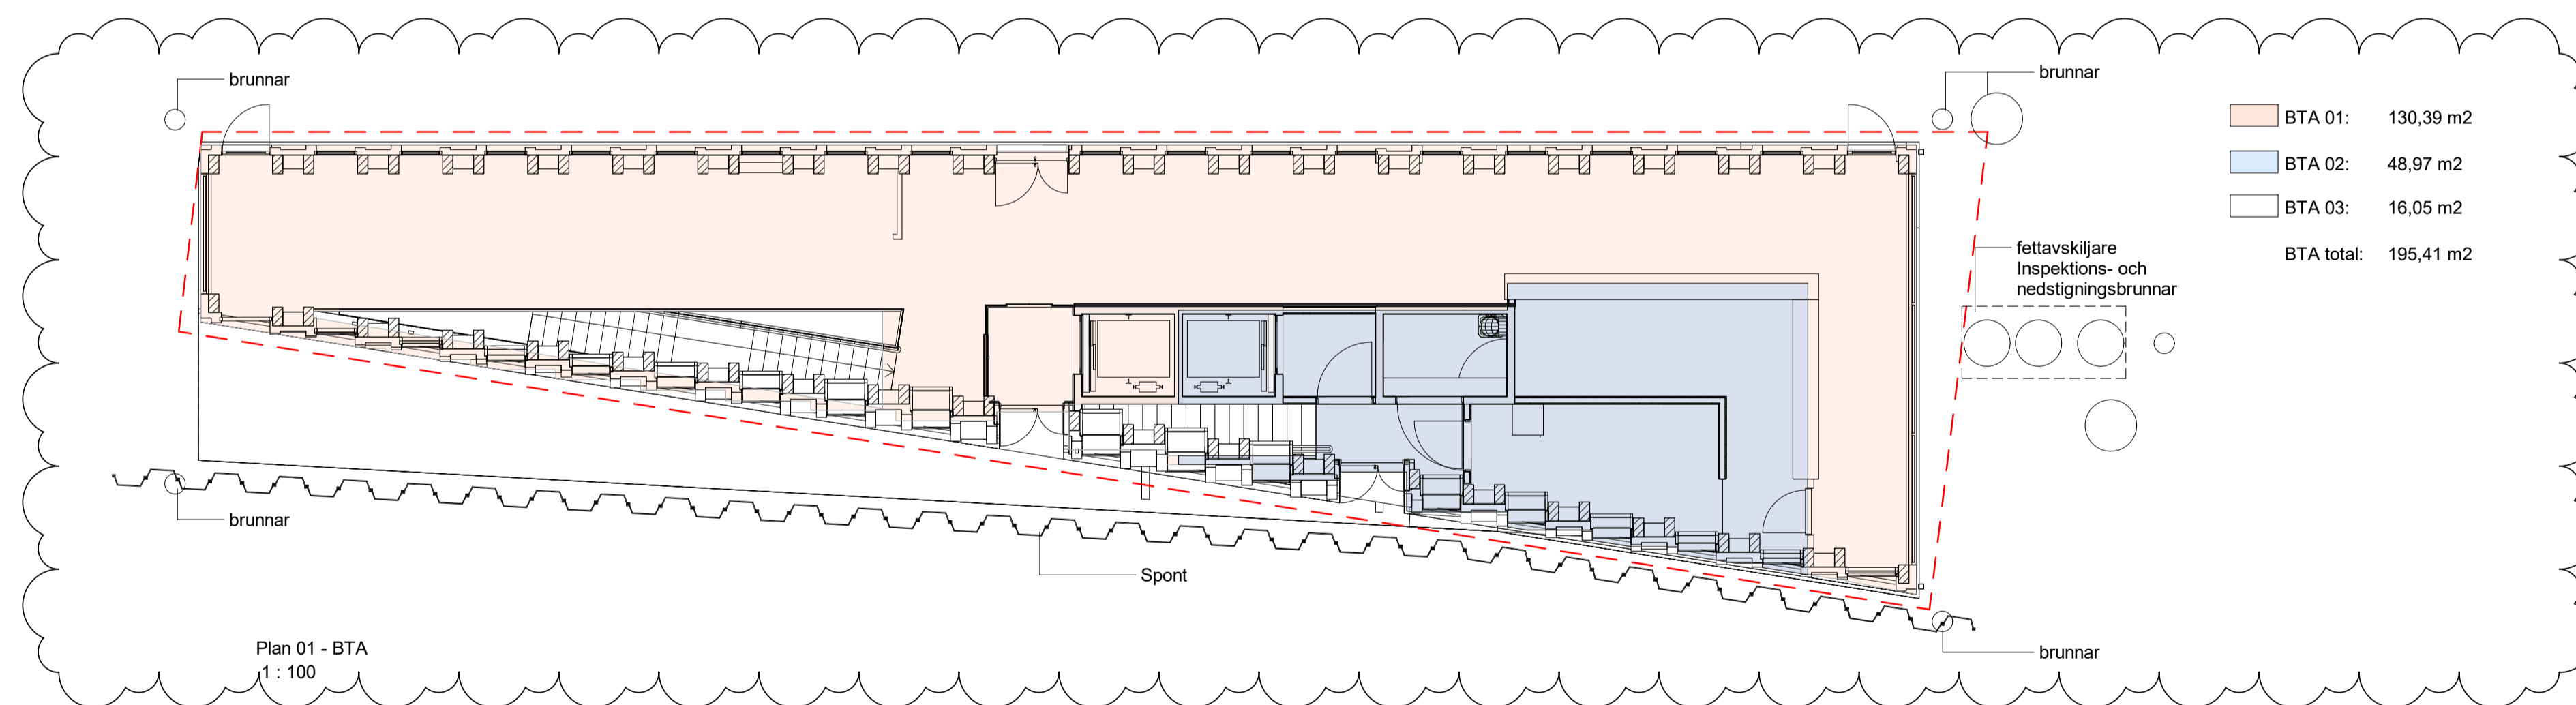 brunnar
brunnar
BTA 01: 130,39 m2
BTA 02: 48,97 m2
BTA 03: 16,05 m2
BTA total: 195,41 m2
fettavskiljare
Inspektions- och
nedstigningsbrunnar
brunnar
Spont
Plan 01 - BTA
1 : 100
brunnar